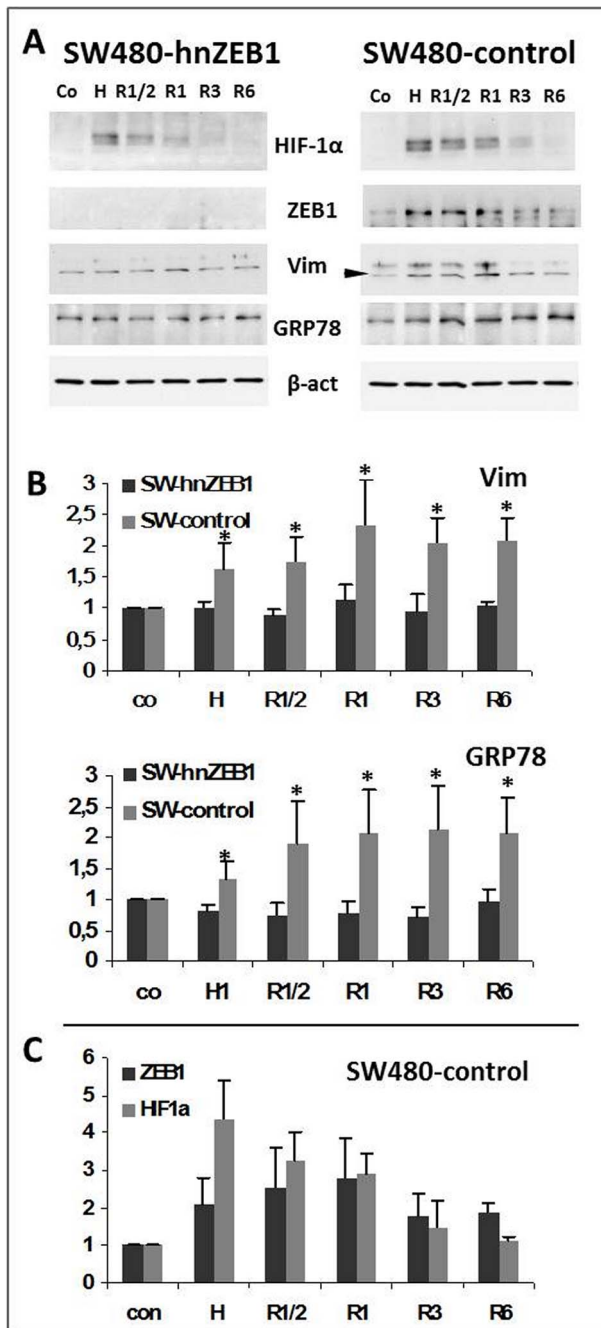 A
SW480-hnZEB1 SW480-control
Co H R1/2 R1 R3 R6 Co H R1/2 R1 R3 R6
HIF-1α
ZEB1
Vim
GRP78
β-act
B
Vim
SW-hnZEB1
SW-control
3
2,5
2
1,5
1
0,5
0
* * * * *
co H R1/2 R1 R3 R6
GRP78
SW-hnZEB1
SW-control
3
2,5
2
1,5
1
0,5
0
* * * * *
co H1 R1/2 R1 R3 R6
C
SW480-control
ZEB1
HIF1a
6
5
4
3
2
1
0
con H R1/2 R1 R3 R6